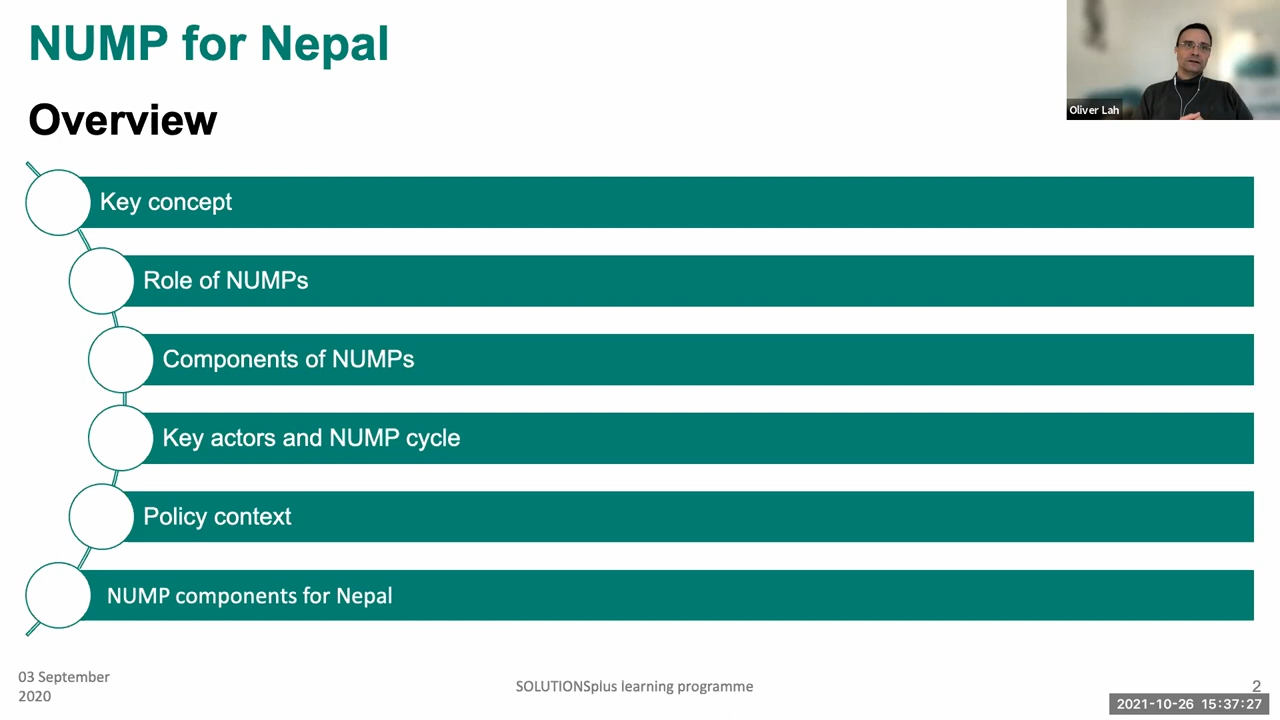 NUMP for Nepal
Oliver Lah
Overview
Key concept
Role of NUMPs
Components of NUMPs
Key actors and NUMP cycle
Policy context
NUMP components for Nepal
03 September
2020
SOLUTIONSplus learning programme
2
2021-10-26 15:37:27